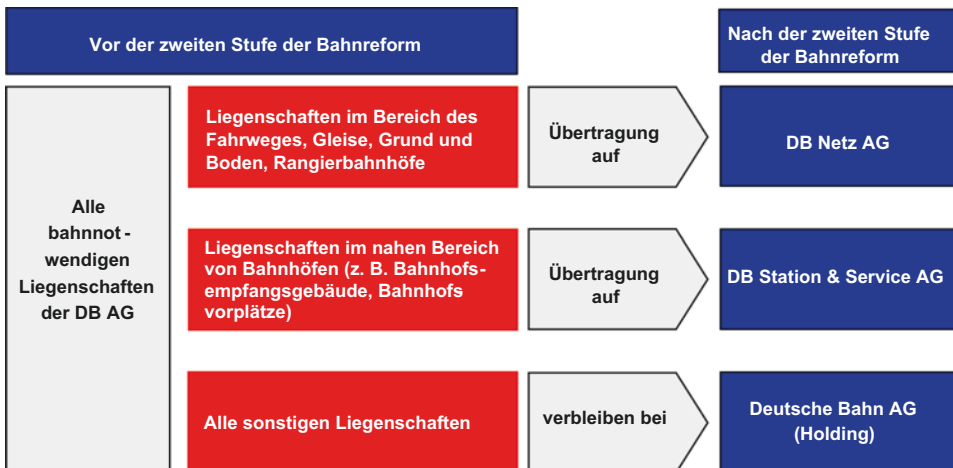 Vor der zweiten Stufe der Bahnreform
Nach der zweiten Stufe
der Bahnreform
Alle
bahnnot -
wendigen
Liegenschaften
der DB AG
Liegenschaften im Bereich des
Fahrweges, Gleise, Grund und
Boden, Rangierbahnhöfe
Übertragung
auf
DB Netz AG
Liegenschaften im nahen Bereich
von Bahnhöfen (z. B. Bahnhofs-
empfangsgebäude, Bahnhofs
vorplätze)
Übertragung
auf
DB Station & Service AG
Alle sonstigen Liegenschaften
verbleiben bei
Deutsche Bahn AG
(Holding)